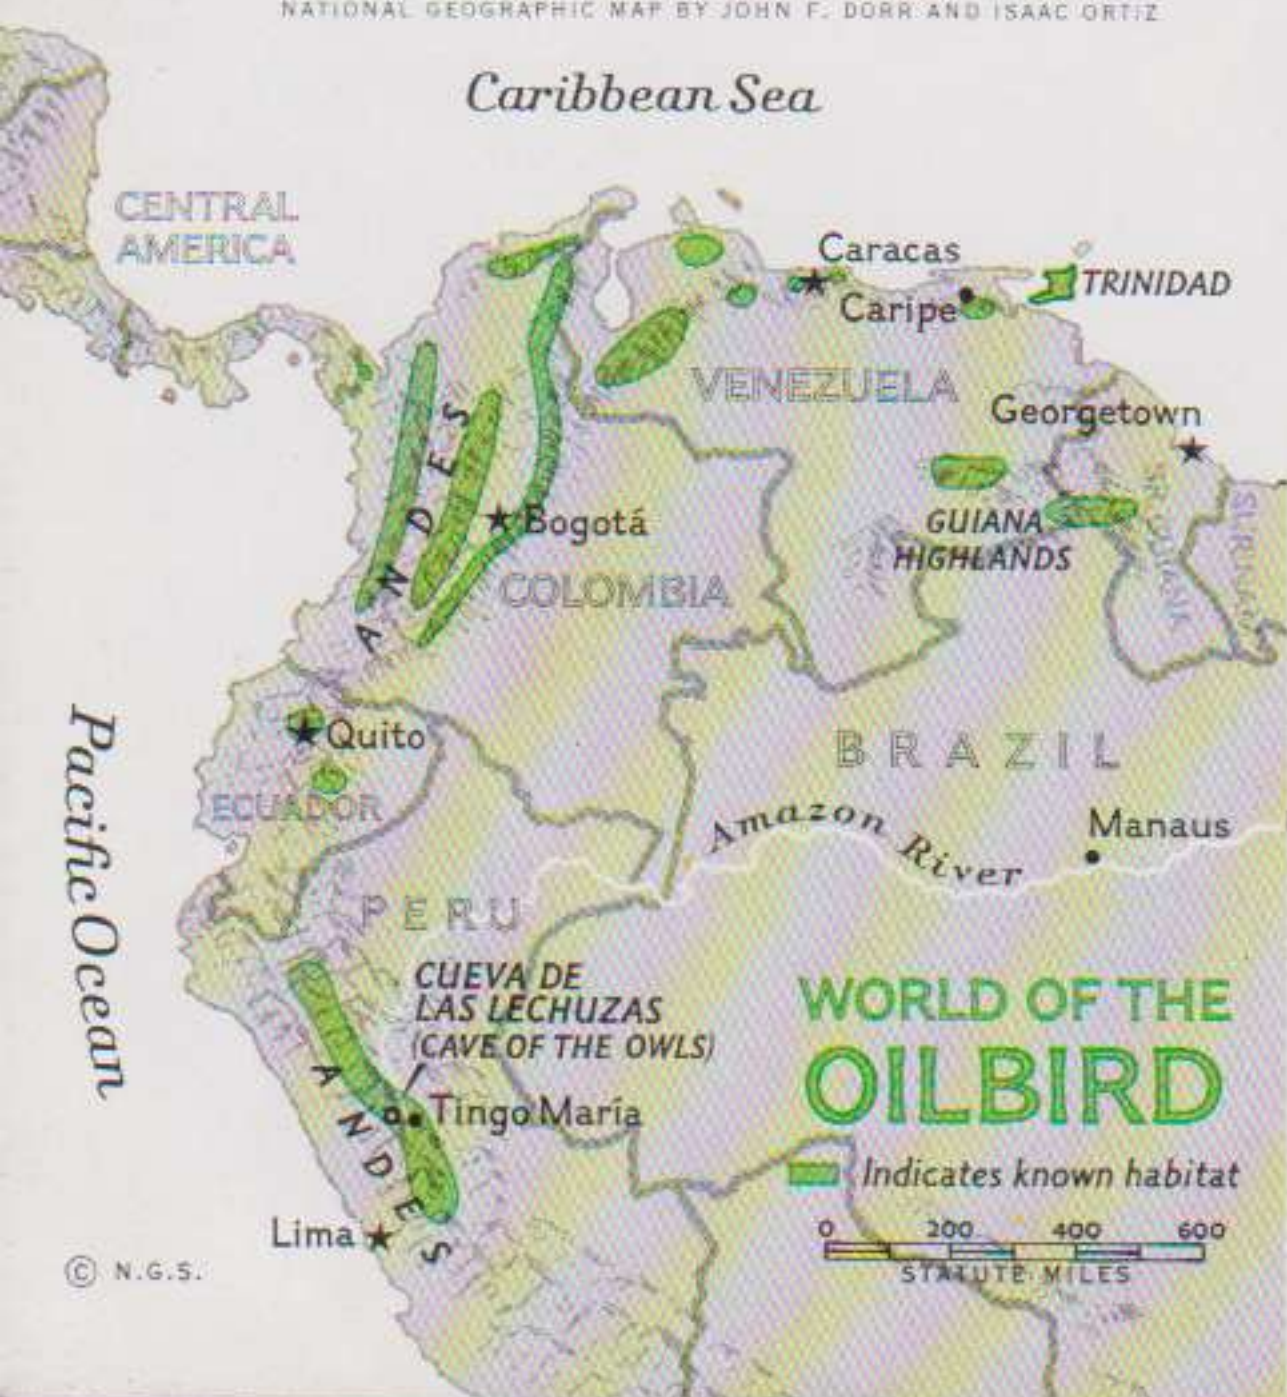 NATIONAL GEOGRAPHIC MAP BY JOHN F. DORR AND ISAAC ORTIZ
Caribbean Sea
CENTRAL
AMERICA
Caracas
TRINIDAD
Caripe
VENEZUELA
Georgetown
ANDES
Bogotá
GUIANA
HIGHLANDS
GUYANA
SURINAM
COLOMBIA
Pacific Ocean
Quito
ECUADOR
BRAZIL
Amazon River
Manaus
PERU
CUEVA DE
LAS LECHUZAS
(CAVE OF THE OWLS)
WORLD OF THE
OILBIRD
ANDES
Tingo María
Indicates known habitat
Lima
0 200 400 600
STATUTE MILES
© N.G.S.